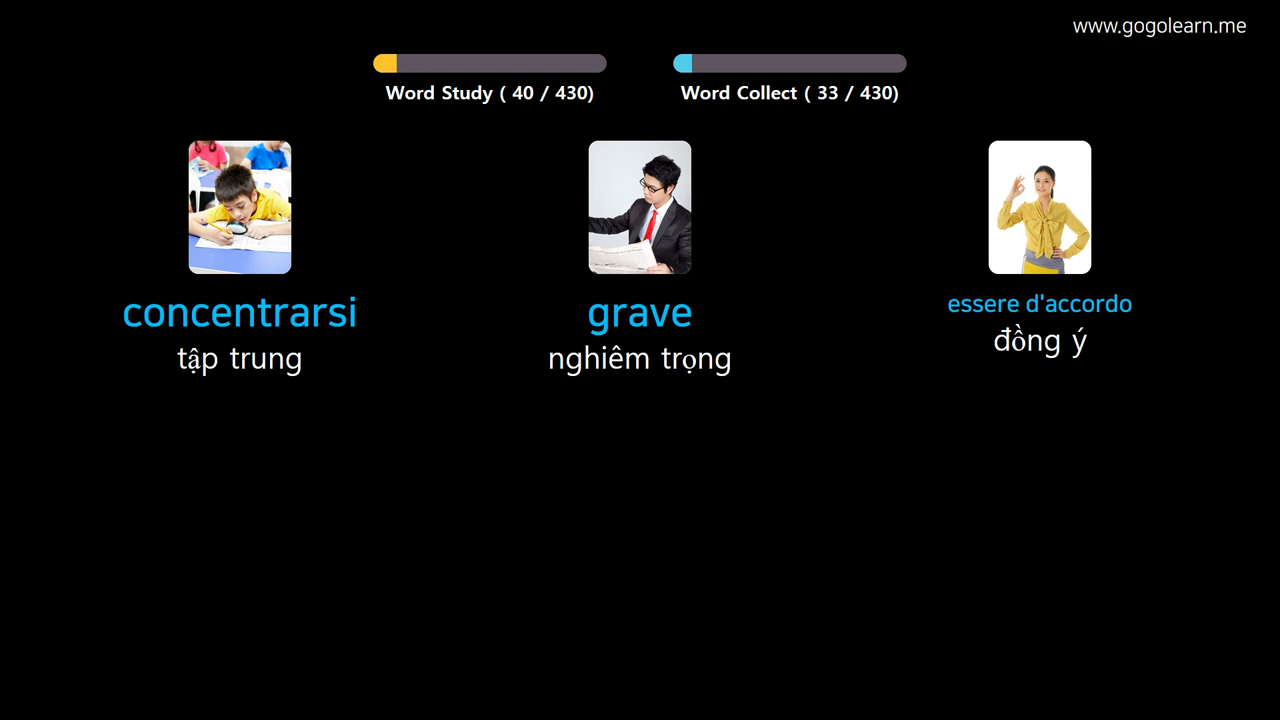 www.gogolearn.me
Word Study ( 40 / 430)
Word Collect ( 33 / 430)
concentrarsi
tập trung
grave
nghiêm trọng
essere d'accordo
đồng ý